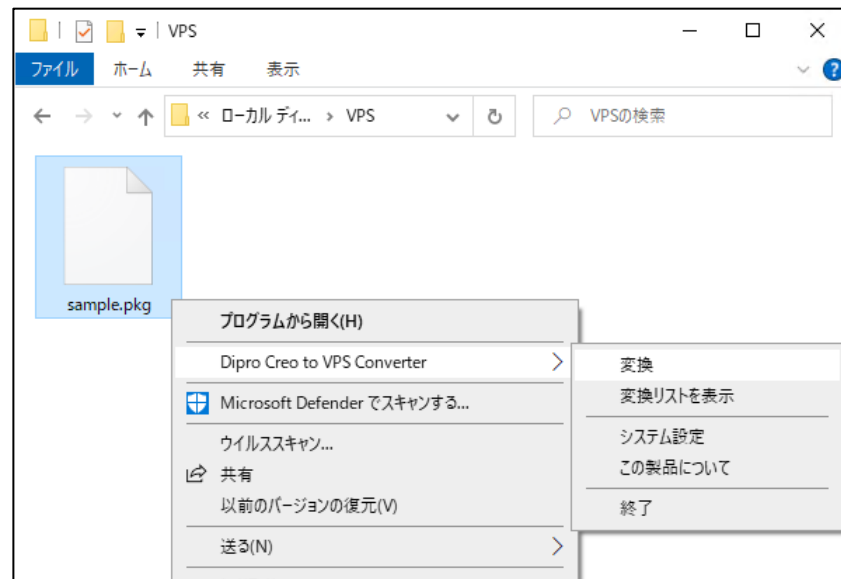 VPS
ファイル ホーム 共有 表示
« ローカル ディ... › VPS
VPSの検索
sample.pkg
プログラムから開く(H)
Dipro Creo to VPS Converter
Microsoft Defender でスキャンする...
ウイルススキャン...
共有
以前のバージョンの復元(V)
送る(N)
変換
変換リストを表示
システム設定
この製品について
終了